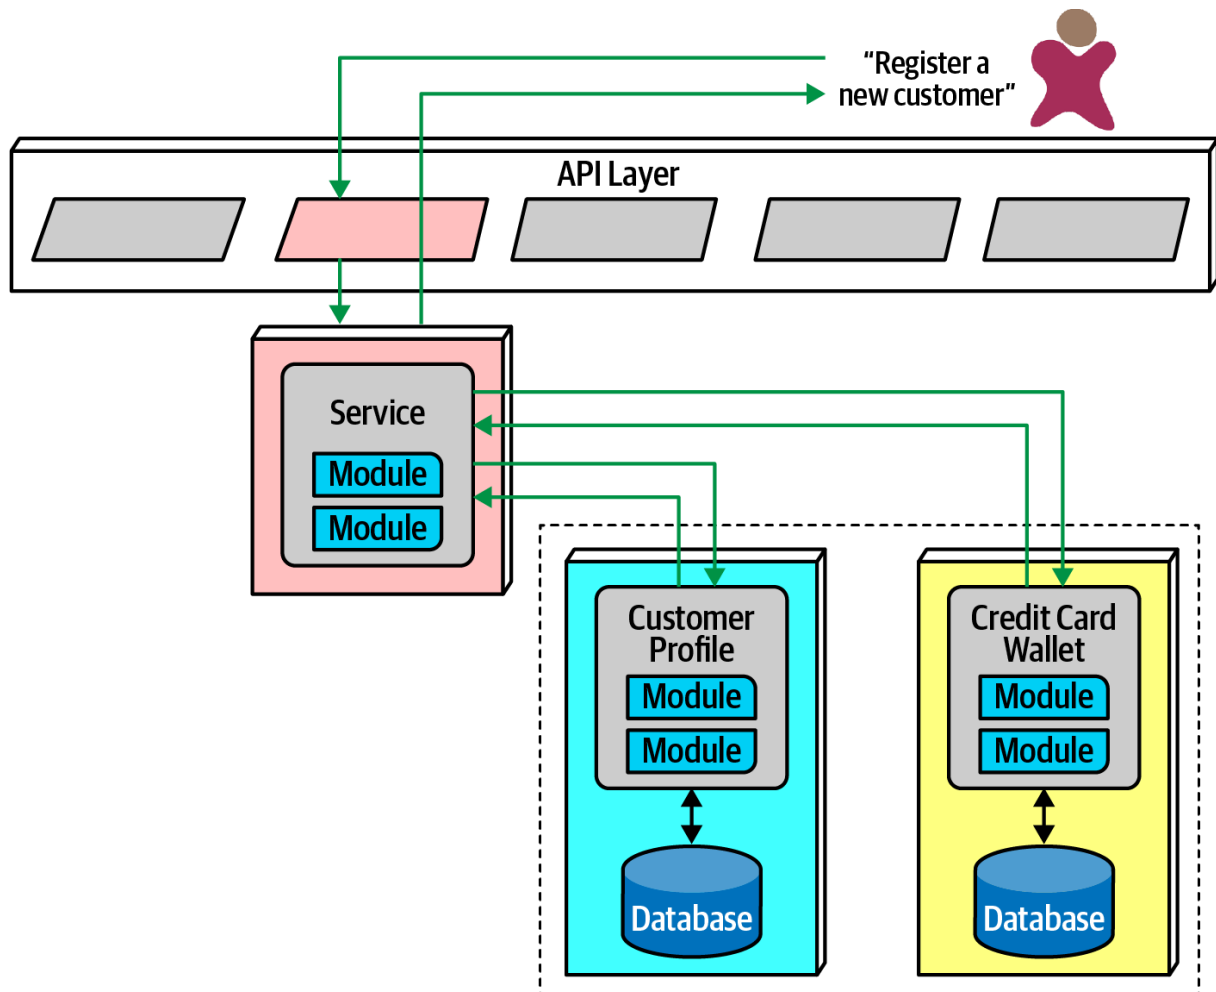 “Register a
new customer”
API Layer
Service
Module
Module
Customer
Profile
Module
Module
Database
Credit Card
Wallet
Module
Module
Database